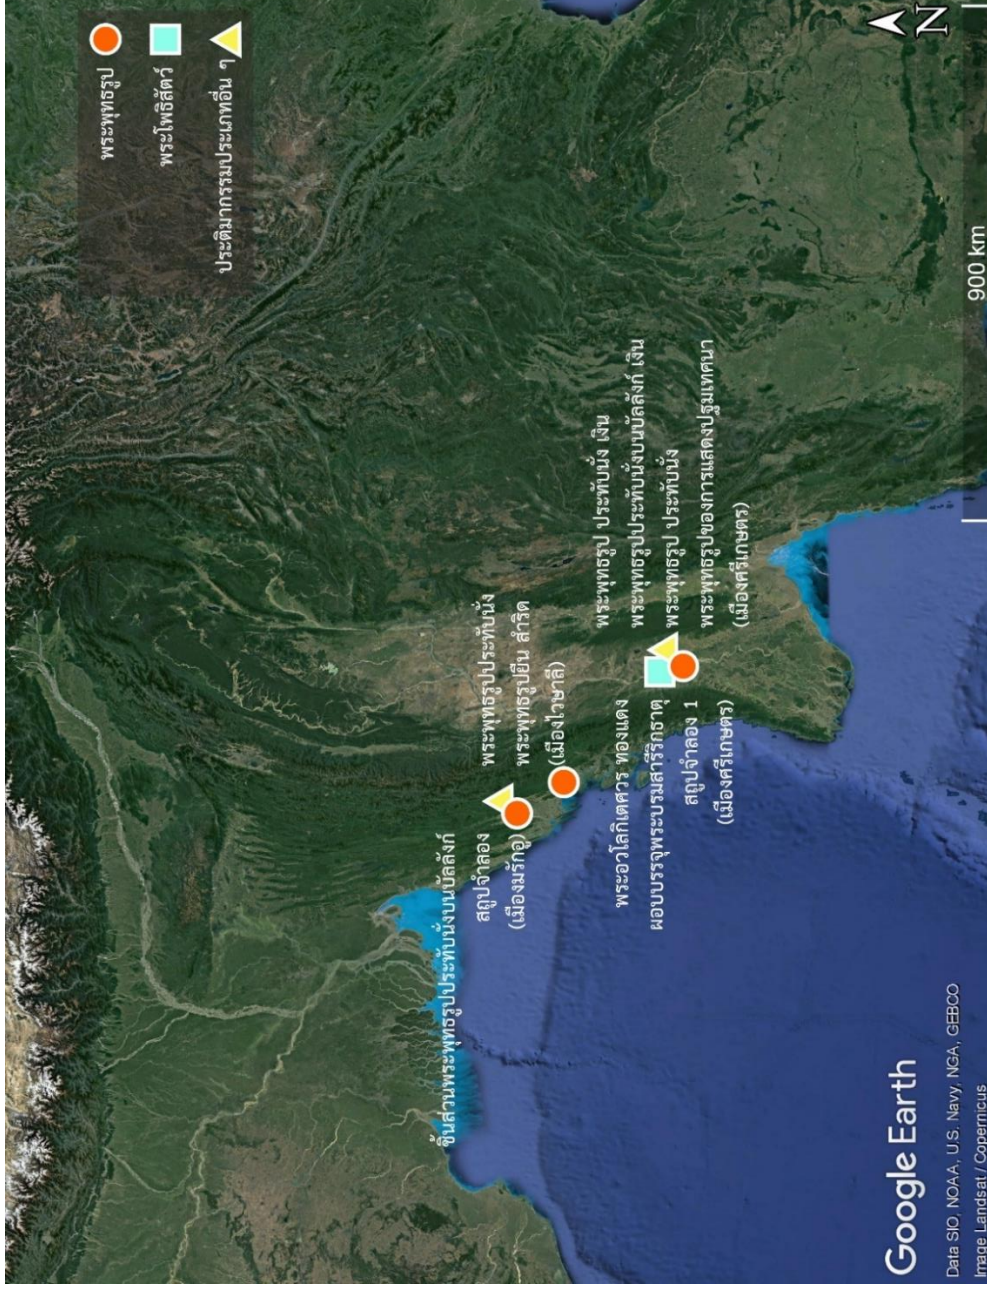 พระพุทธรูป
พระโพธิสัตว์
ประติมากรรมประเภทอื่น ๆ
ชิ้นส่วนพระพุทธรูปประทับนั่งบนบัลลังก์
สถูปจำลอง
(เมืองมรักอู)
พระพุทธรูปประทับนั่ง
พระพุทธรูปยืน สำริด
(เมืองไวษาลี)
พระอวโลกิเตศวร ทองแดง
ผอบบรรจุพระบรมสารีริกธาตุ
สถูปจำลอง 1
(เมืองศรีเกษตร)
พระพุทธรูป ประทับนั่ง เงิน
พระพุทธรูปประทับนั่งบนบัลลังก์ เงิน
พระพุทธรูป ประทับนั่ง
พระพุทธรูปของการแสดงปฐมเทศนา
(เมืองศรีเกษตร)
Google Earth
Data SIO, NOAA, U.S. Navy, NGA, GEBCO
Image Landsat / Copernicus
900 km
N